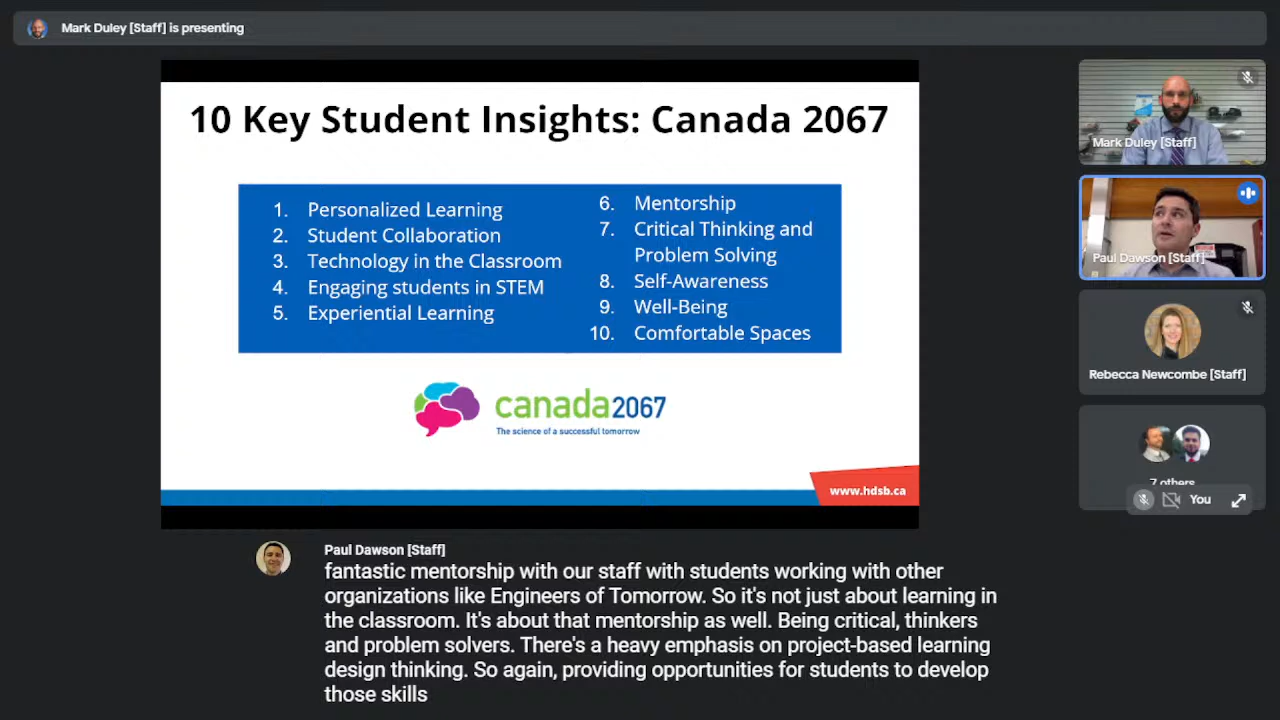 Mark Duley [Staff] is presenting
10 Key Student Insights: Canada 2067
1. Personalized Learning
2. Student Collaboration
3. Technology in the Classroom
4. Engaging students in STEM
5. Experiential Learning
6. Mentorship
7. Critical Thinking and
Problem Solving
8. Self-Awareness
9. Well-Being
10. Comfortable Spaces
canada2067
The science of a successful tomorrow
www.hdsb.ca
Mark Duley [Staff]
Paul Dawson [Staff]
Rebecca Newcombe [Staff]
7 others
You
Paul Dawson [Staff]
fantastic mentorship with our staff with students working with other
organizations like Engineers of Tomorrow. So it's not just about learning in
the classroom. It's about that mentorship as well. Being critical, thinkers
and problem solvers. There's a heavy emphasis on project-based learning
design thinking. So again, providing opportunities for students to develop
those skills